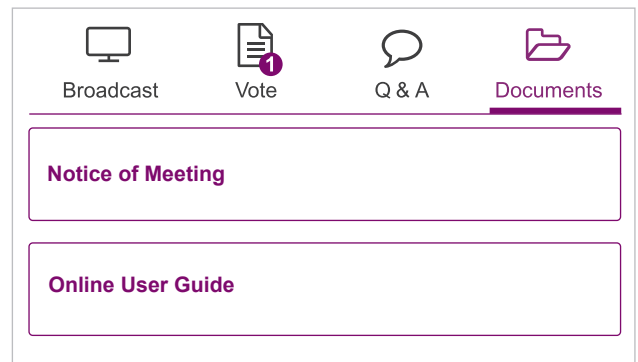 1
Broadcast Vote Q & A Documents
Notice of Meeting
Online User Guide